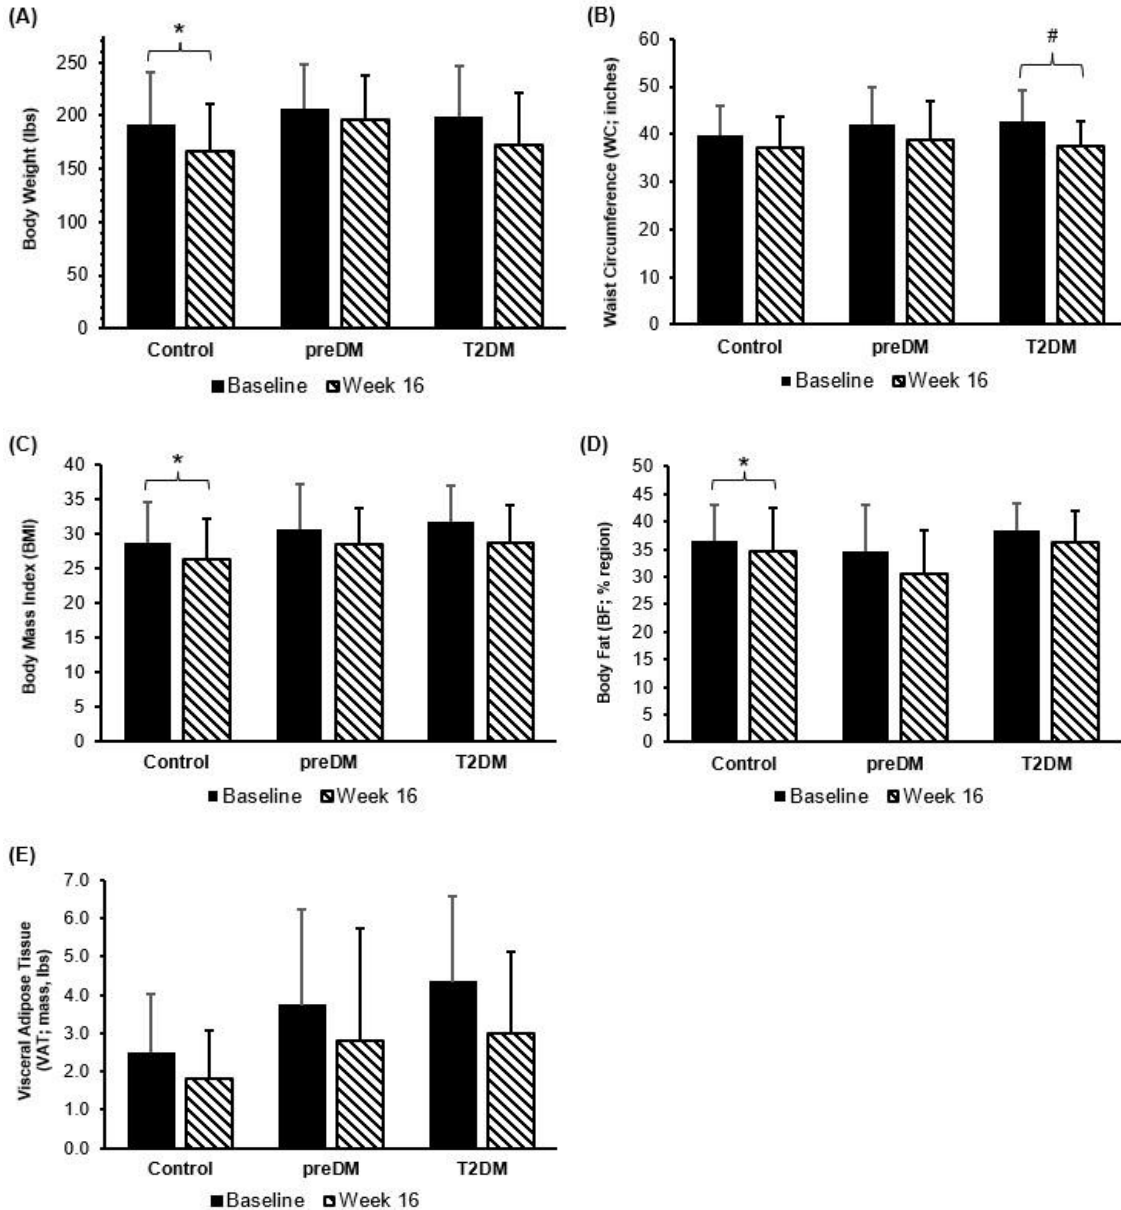 (A)
*
Body Weight (lbs)
250
200
150
100
50
0
Control preDM T2DM
Baseline Week 16
(B)
#
Waist Circumference (WC; inches)
60
50
40
30
20
10
0
Control preDM T2DM
Baseline Week 16
(C)
*
Body Mass Index (BMI)
40
35
30
25
20
15
10
5
0
Control preDM T2DM
Baseline Week 16
(D)
*
Body Fat (BF; % region)
50
45
40
35
30
25
20
15
10
5
0
Control preDM T2DM
Baseline Week 16
(E)
Visceral Adipose Tissue
(VAT; mass, lbs)
7.0
6.0
5.0
4.0
3.0
2.0
1.0
0.0
Control preDM T2DM
Baseline Week 16